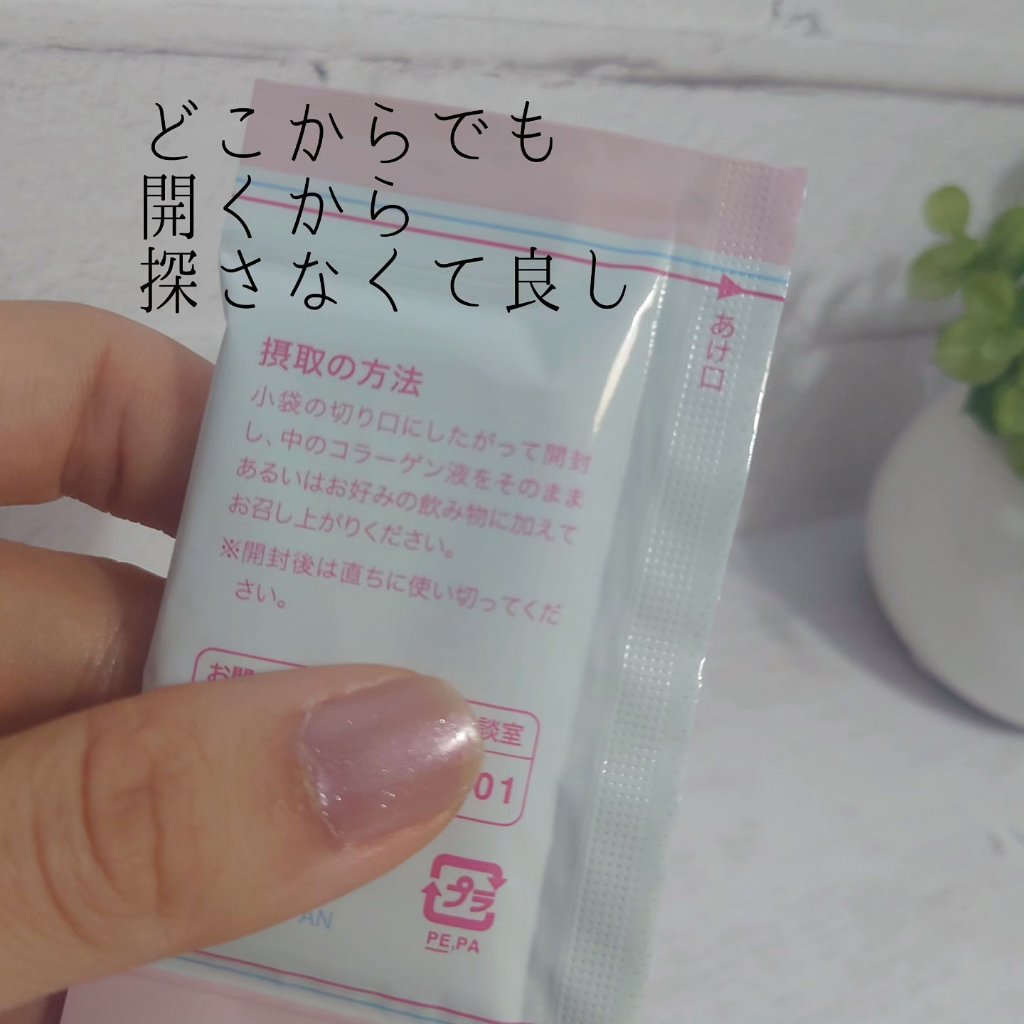 どこからでも
開くから
探さなくて良し
あけ口
摂取の方法
小袋の切り口にしたがって開封
し、中のコラーゲン液をそのまま
あるいはお好みの飲み物に加えて
お召し上がりください。
※開封後は直ちに使い切ってくだ
さい。
談室
01
プラ
PE,PA
AN